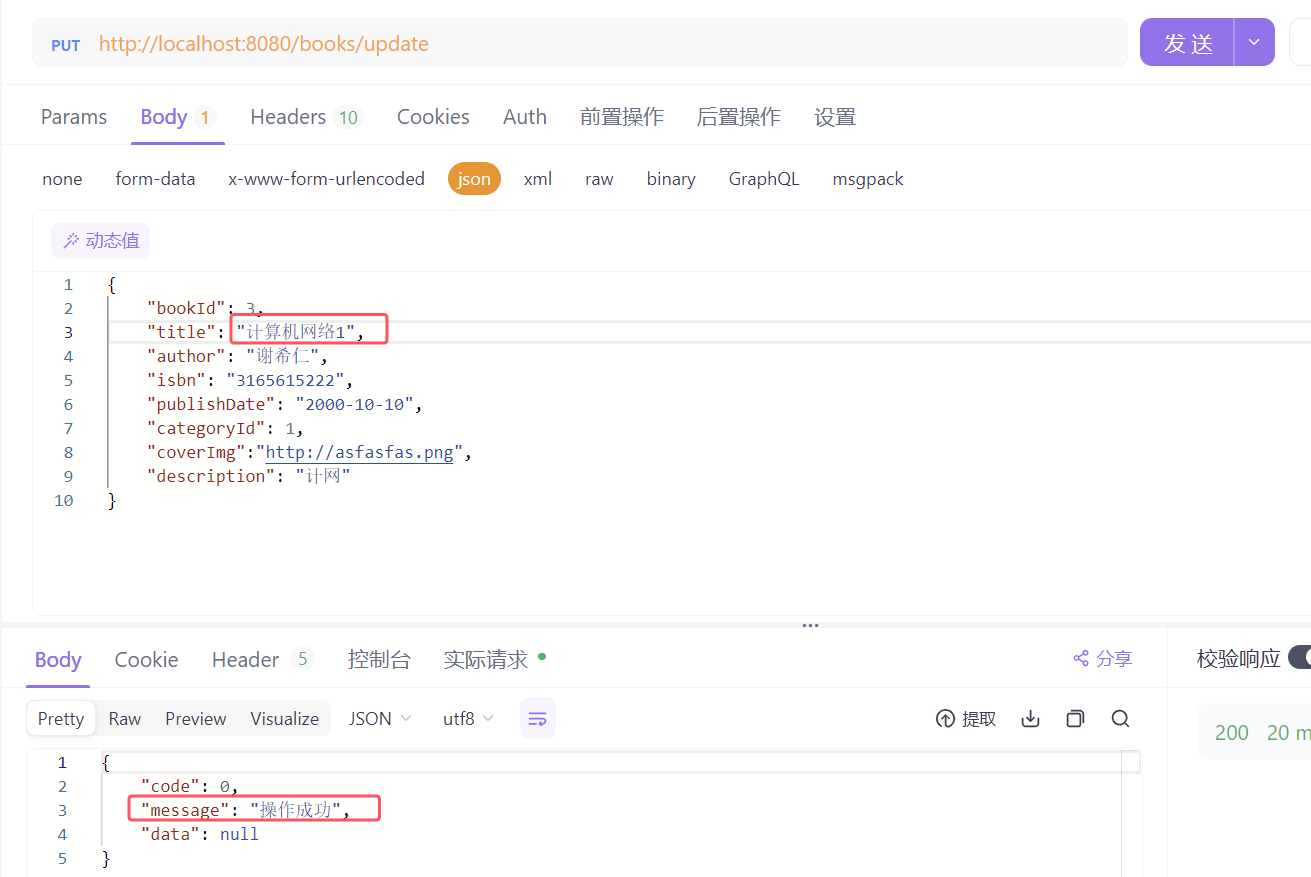 PUT http://localhost:8080/books/update 发 送
Params Body 1 Headers 10 Cookies Auth 前置操作 后置操作 设置
none form-data x-www-form-urlencoded json xml raw binary GraphQL msgpack
动态值
1 {
2 "bookId": 3,
3 "title": "计算机网络1",
4 "author": "谢希仁",
5 "isbn": "3165615222",
6 "publishDate": "2000-10-10",
7 "categoryId": 1,
8 "coverImg":"http://asfasfas.png",
9 "description": "计网"
10 }
Body Cookie Header 5 控制台 实际请求 分享 校验响应
Pretty Raw Preview Visualize JSON utf8 提取 200 20 m
1 {
2 "code": 0,
3 "message": "操作成功",
4 "data": null
5 }